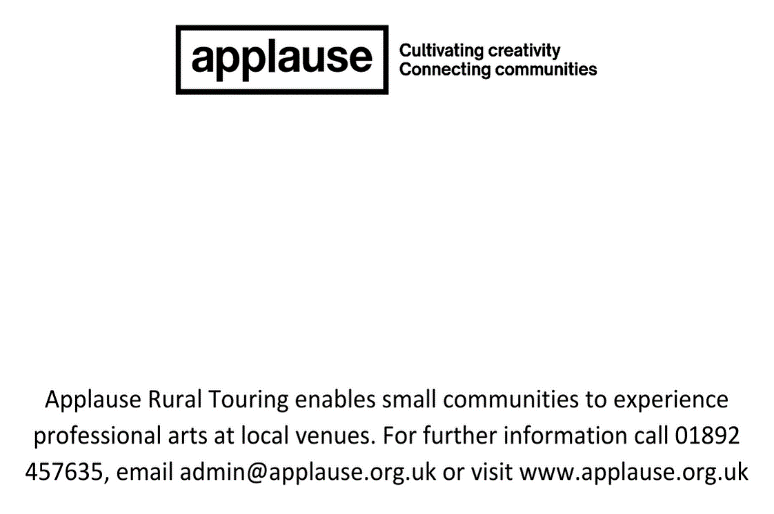 applause
Cultivating creativity
Connecting communities
Applause Rural Touring enables small communities to experience
professional arts at local venues. For further information call 01892
457635, email admin@applause.org.uk or visit www.applause.org.uk